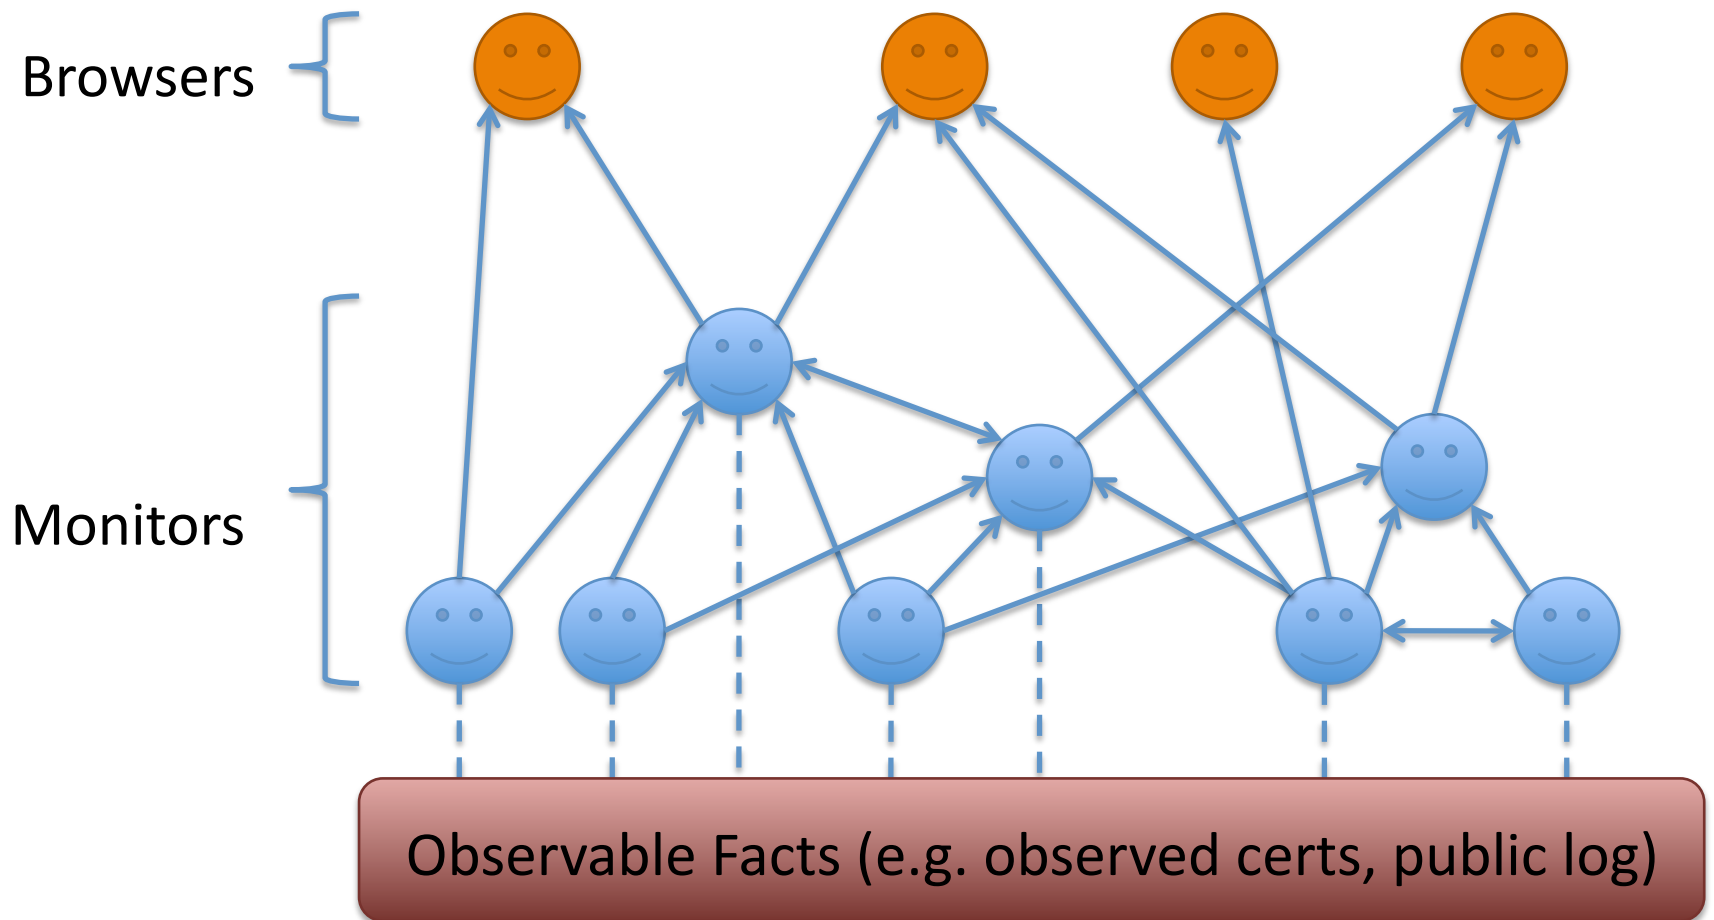 Browsers
Monitors
Observable Facts (e.g. observed certs, public log)